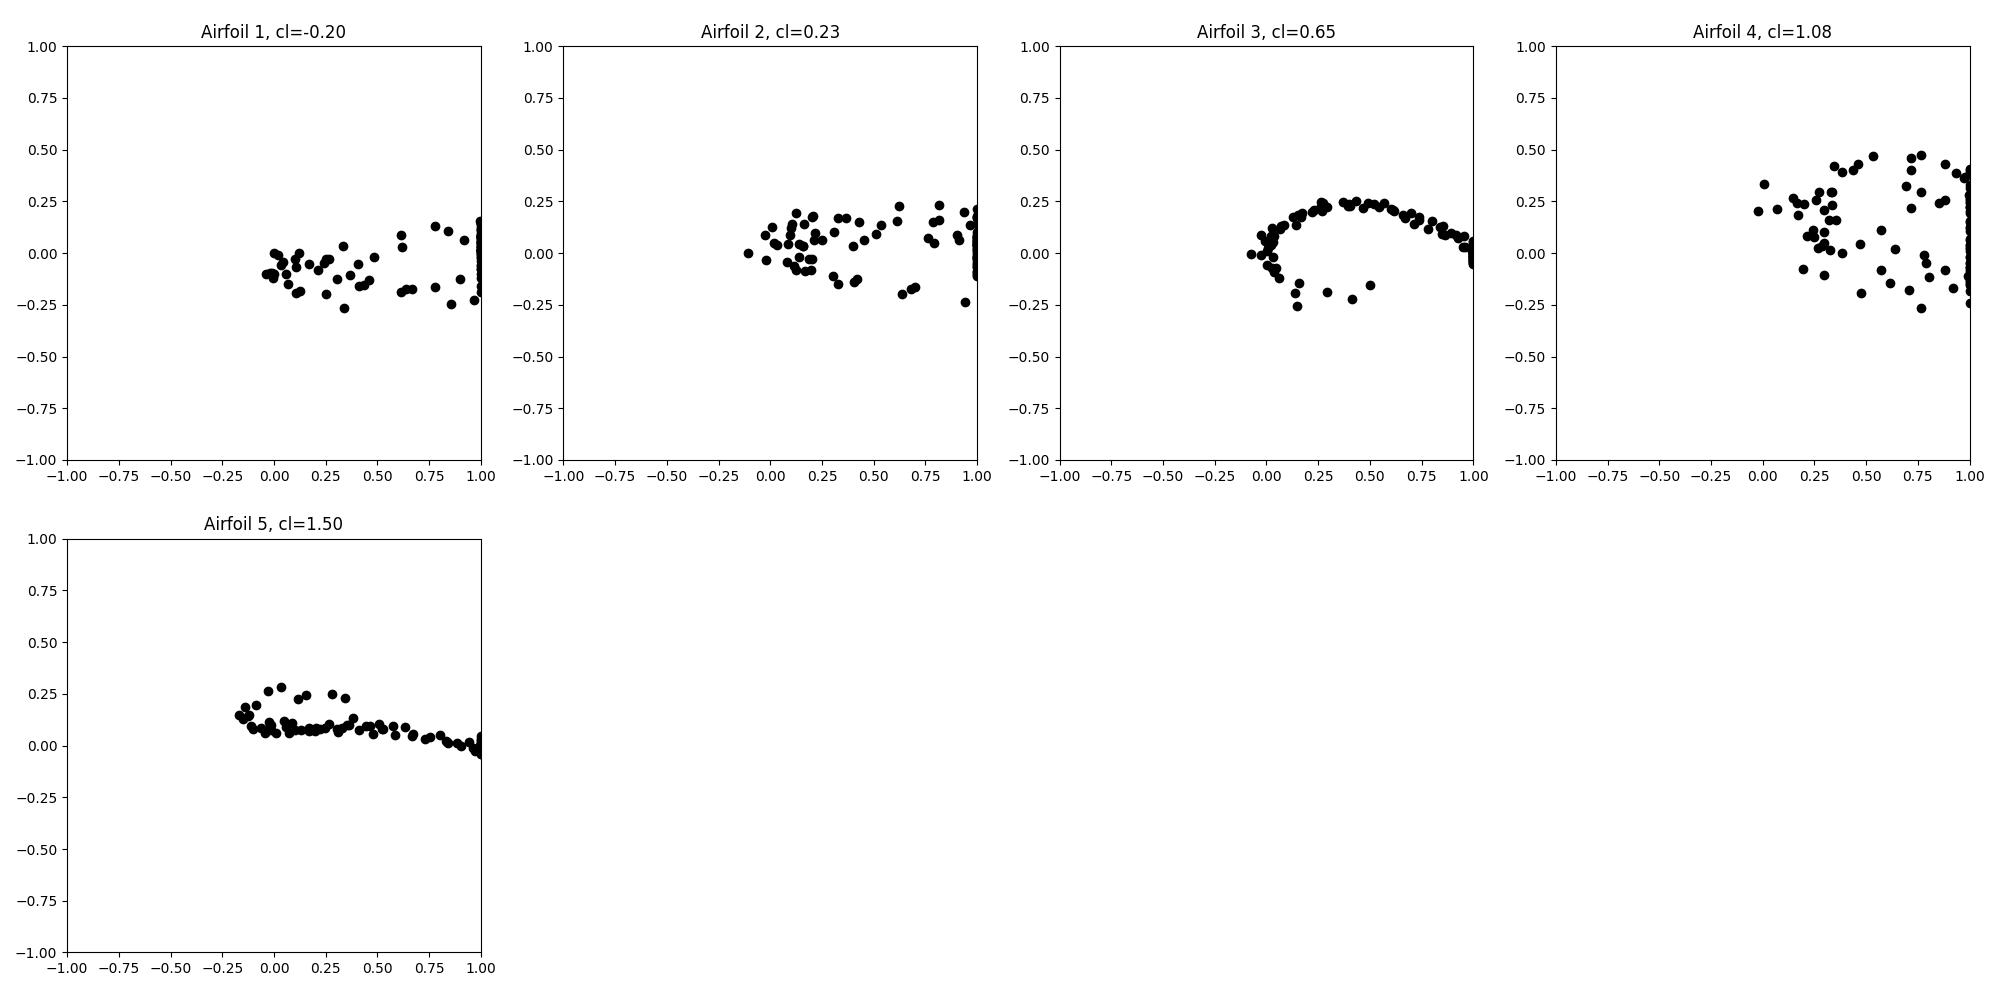 Airfoil 1, cl=-0.20
Airfoil 2, cl=0.23
Airfoil 3, cl=0.65
Airfoil 4, cl=1.08
1.00 1.00 1.00 1.00
0.75 0.75 0.75 0.75
0.50 0.50 0.50 0.50
0.25 0.25 0.25 0.25
0.00 0.00 0.00 0.00
−0.25 −0.25 −0.25 −0.25
−0.50 −0.50 −0.50 −0.50
−0.75 −0.75 −0.75 −0.75
−1.00 −1.00 −1.00 −1.00
−1.00 −0.75 −0.50 −0.25 0.00 0.25 0.50 0.75 1.00
−1.00 −0.75 −0.50 −0.25 0.00 0.25 0.50 0.75 1.00
−1.00 −0.75 −0.50 −0.25 0.00 0.25 0.50 0.75 1.00
−1.00 −0.75 −0.50 −0.25 0.00 0.25 0.50 0.75 1.00
Airfoil 5, cl=1.50
1.00
0.75
0.50
0.25
0.00
−0.25
−0.50
−0.75
−1.00
−1.00 −0.75 −0.50 −0.25 0.00 0.25 0.50 0.75 1.00